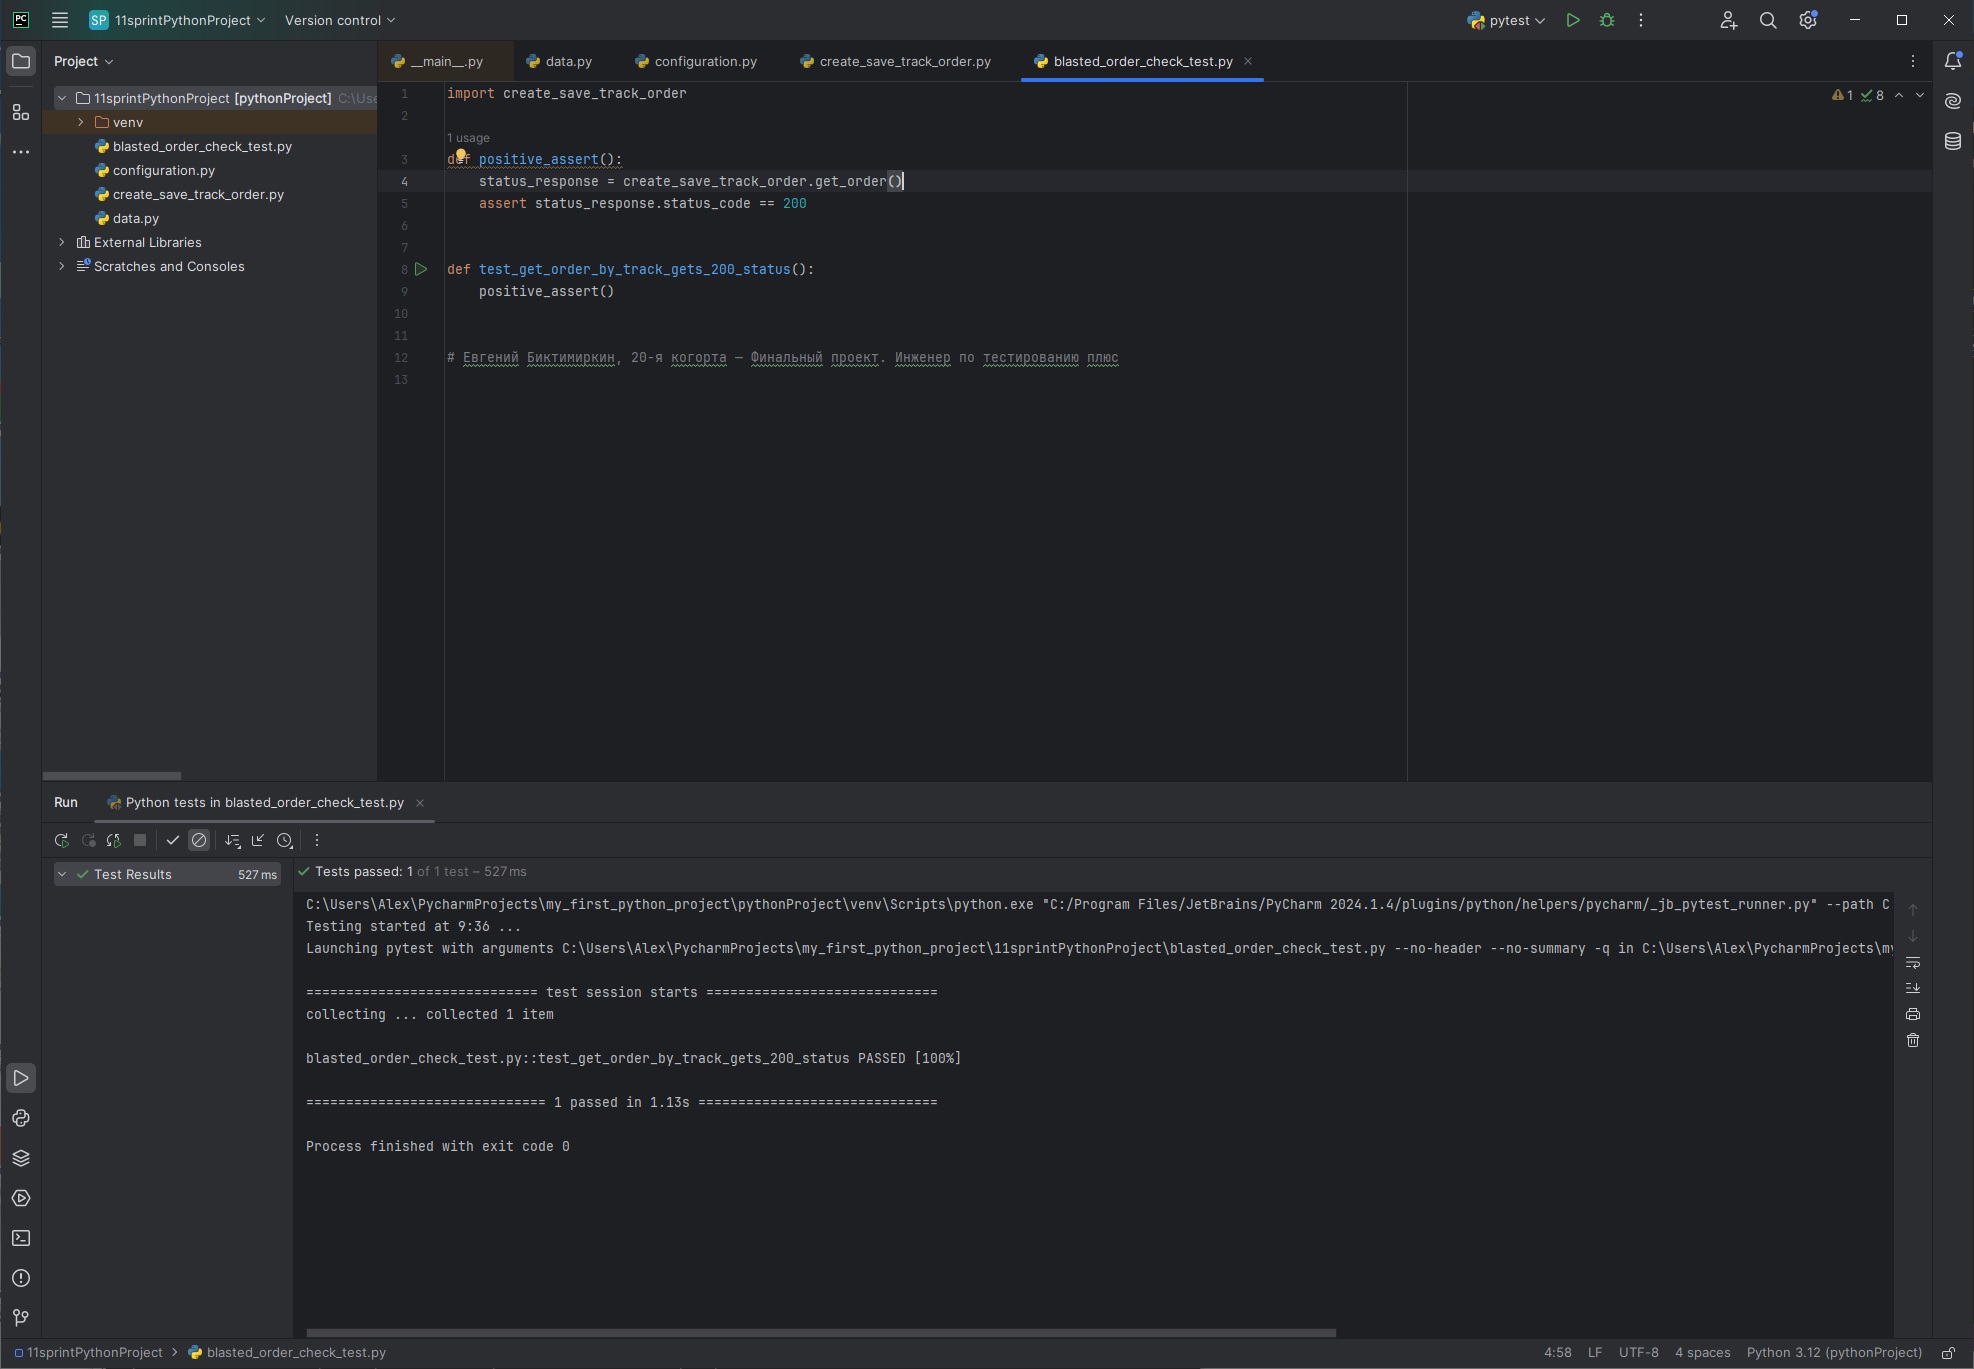 SP 11sprintPythonProject Version control pytest
Project
__main__.py data.py configuration.py create_save_track_order.py blasted_order_check_test.py
11sprintPythonProject [pythonProject] C:\Use
venv
blasted_order_check_test.py
configuration.py
create_save_track_order.py
data.py
External Libraries
Scratches and Consoles
1 8
1 import create_save_track_order
2
1 usage
3 def positive_assert():
4 status_response = create_save_track_order.get_order()
5 assert status_response.status_code == 200
6
7
8 def test_get_order_by_track_gets_200_status():
9 positive_assert()
10
11
12 # Евгений Биктимиркин, 20-я когорта — Финальный проект. Инженер по тестированию плюс
13
Run Python tests in blasted_order_check_test.py
Test Results 527 ms
Tests passed: 1 of 1 test – 527 ms
C:\Users\Alex\PycharmProjects\my_first_python_project\pythonProject\venv\Scripts\python.exe "C:/Program Files/JetBrains/PyCharm 2024.1.4/plugins/python/helpers/pycharm/_jb_pytest_runner.py" --path C
Testing started at 9:36 ...
Launching pytest with arguments C:\Users\Alex\PycharmProjects\my_first_python_project\11sprintPythonProject\blasted_order_check_test.py --no-header --no-summary -q in C:\Users\Alex\PycharmProjects\my
============================= test session starts =============================
collecting ... collected 1 item
blasted_order_check_test.py::test_get_order_by_track_gets_200_status PASSED [100%]
============================== 1 passed in 1.13s ==============================
Process finished with exit code 0
11sprintPythonProject > blasted_order_check_test.py
4:58 LF UTF-8 4 spaces Python 3.12 (pythonProject)